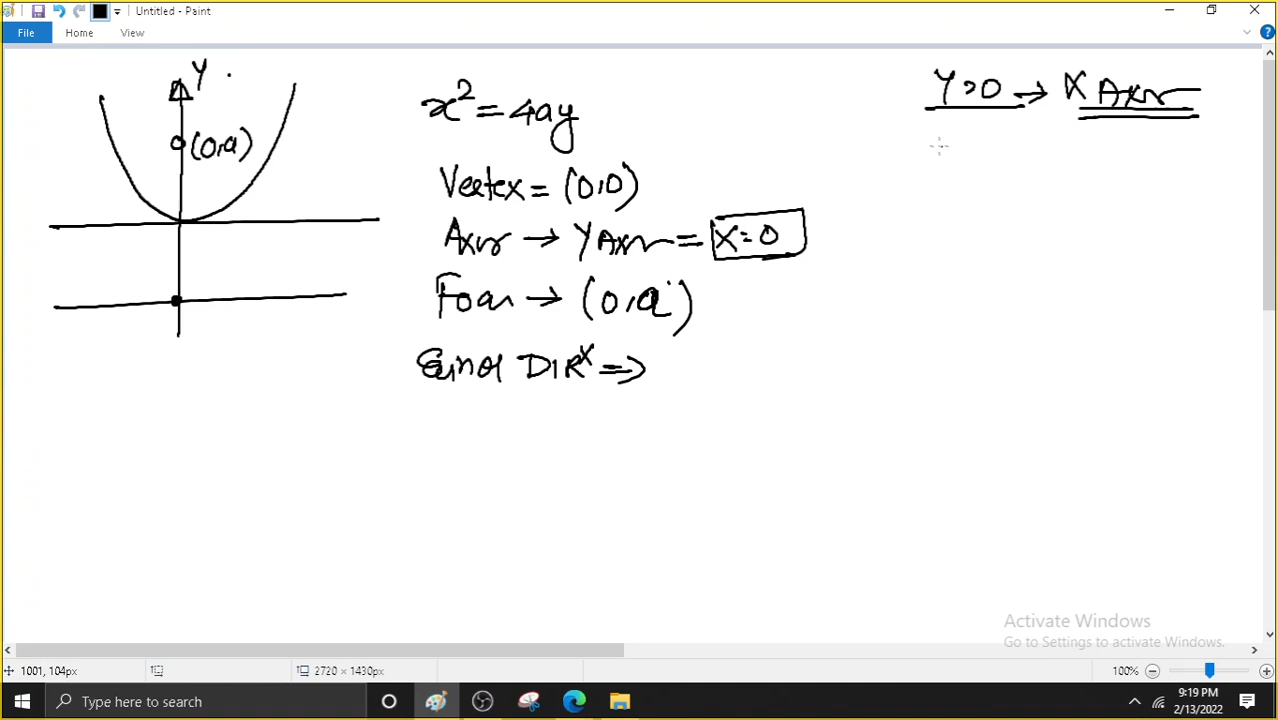 Untitled - Paint
File Home View
Y
(0,a)
x² = 4ay
Vertex = (0,0)
Axis → Y Axis = X=0
Focus → (0,a)
Eqn of DIRˣ ⇒
Y=0 → X Axis
Activate Windows
Go to Settings to activate Windows.
1001, 104px
2720 × 1430px
100%
Type here to search
9:19 PM
2/13/2022